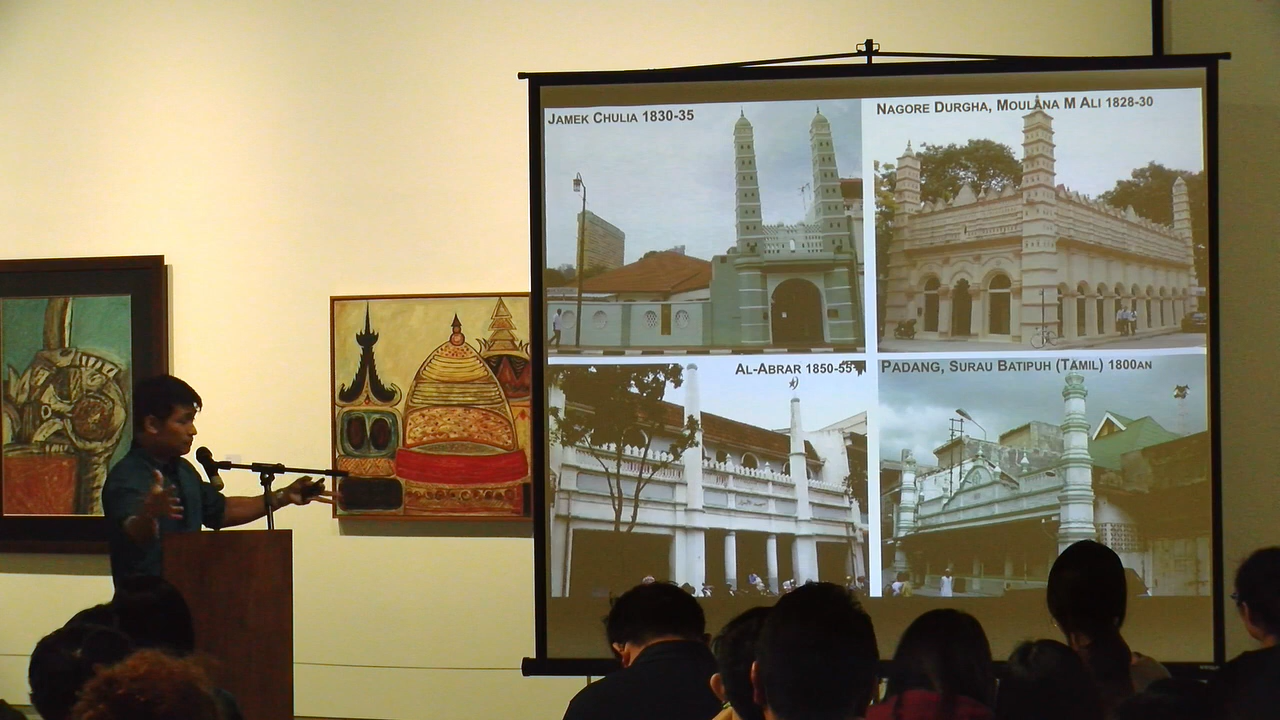 Jamek Chulia 1830-35
Nagore Durgha, Moulana M Ali 1828-30
Al-Abrar 1850-55
Padang, Surau Batipuh (Tamil) 1800an